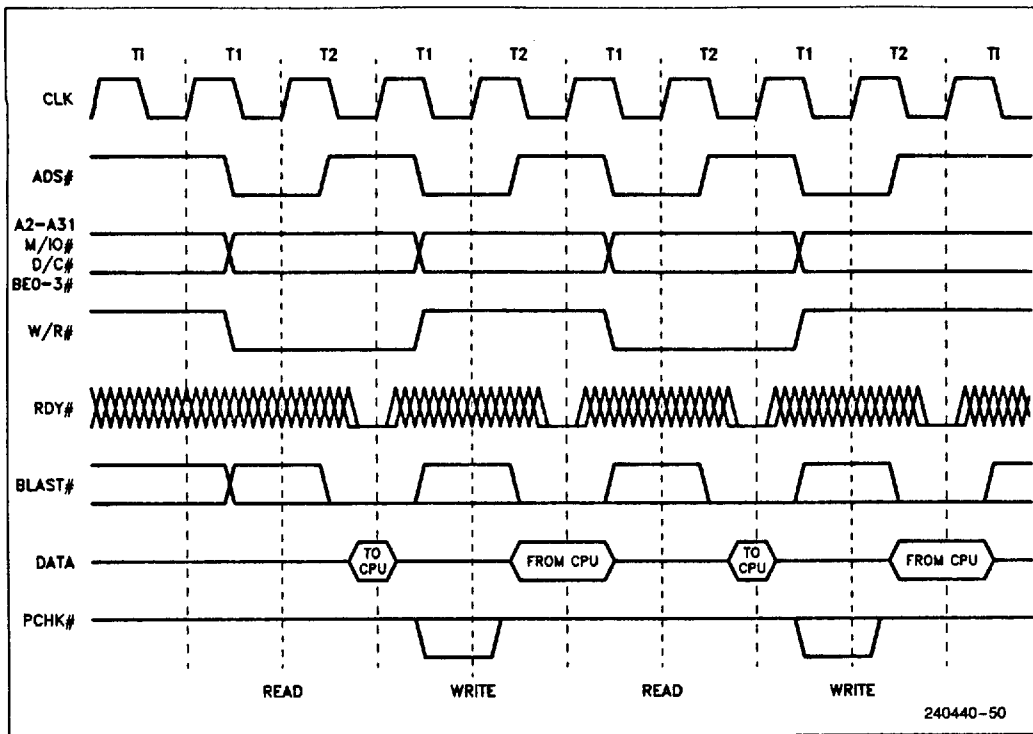 Ti T1 T2 T1 T2 T1 T2 T1 T2 Ti
CLK
ADS#
A2-A31
M/IO#
D/C#
BE0-3#
W/R#
RDY#
BLAST#
DATA TO CPU FROM CPU TO CPU FROM CPU
PCHK#
READ WRITE READ WRITE
240440-50